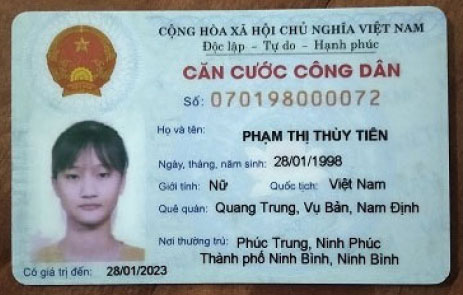 CỘNG HÒA XÃ HỘI CHỦ NGHĨA VIỆT NAM
Độc lập - Tự do - Hạnh phúc
CĂN CƯỚC CÔNG DÂN
Số: 070198000072
Họ và tên:
PHẠM THỊ THỦY TIÊN
Ngày, tháng, năm sinh: 28/01/1998
Giới tính: Nữ Quốc tịch: Việt Nam
Quê quán: Quang Trung, Vụ Bản, Nam Định
Nơi thường trú: Phúc Trung, Ninh Phúc
Thành phố Ninh Bình, Ninh Bình
Có giá trị đến: 28/01/2023